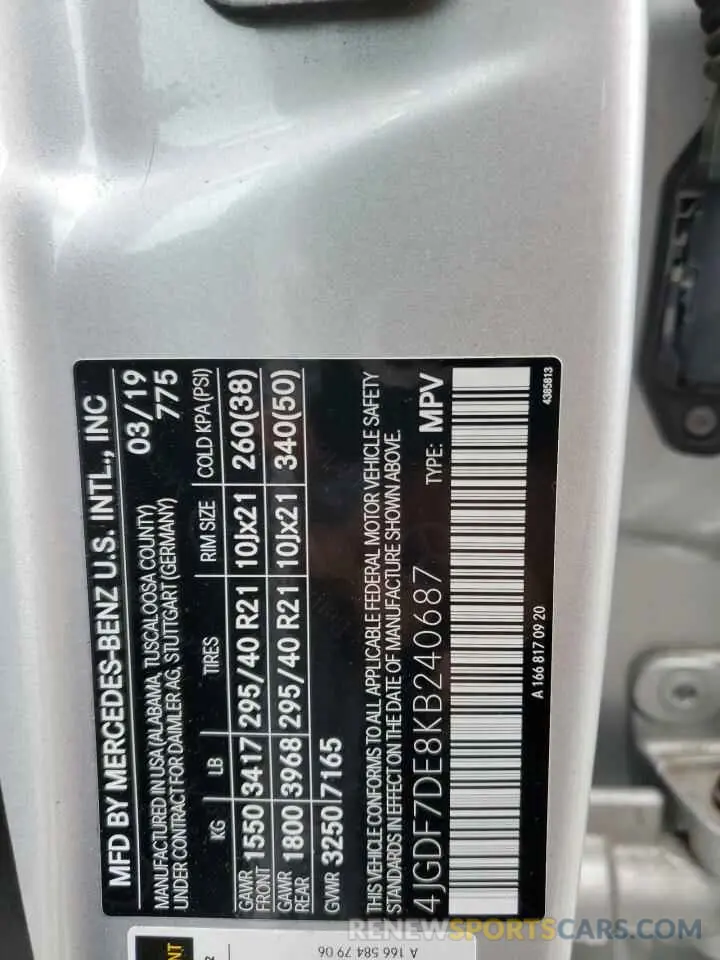 MFD BY MERCEDES-BENZ U.S. INTL., INC
MANUFACTURED IN USA (ALABAMA, TUSCALOOSA COUNTY) 03/19
UNDER CONTRACT FOR DAIMLER AG, STUTTGART (GERMANY) 775
KG LB TIRES RIM SIZE COLD KPA (PSI)
GAWR FRONT 1550 3417 295/40 R21 10Jx21 260(38)
GAWR REAR 1800 3968 295/40 R21 10Jx21 340(50)
GVWR 3250 7165
THIS VEHICLE CONFORMS TO ALL APPLICABLE FEDERAL MOTOR VEHICLE SAFETY
STANDARDS IN EFFECT ON THE DATE OF MANUFACTURE SHOWN ABOVE.
4JGDF7DE8KB240687 TYPE: MPV
A 166 817 09 20 4385813
A 166 584 79 06
RENEWSPORTSCARS.COM